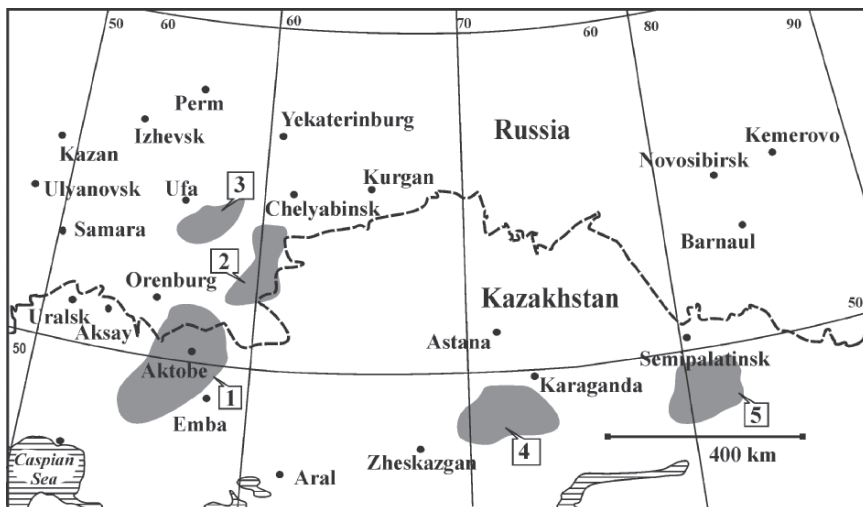 50
60
60
70
60
80
90
Perm
Izhevsk
Yekaterinburg
Russia
Kemerovo
Kazan
Novosibirsk
Ulyanovsk
Ufa
3
Kurgan
Chelyabinsk
Samara
Barnaul
2
Orenburg
Kazakhstan
Uralsk
Aksay
50
Astana
50
Semipalatinsk
Aktobe
1
Karaganda
Emba
5
4
Caspian
Sea
Zheskazgan
400 km
Aral